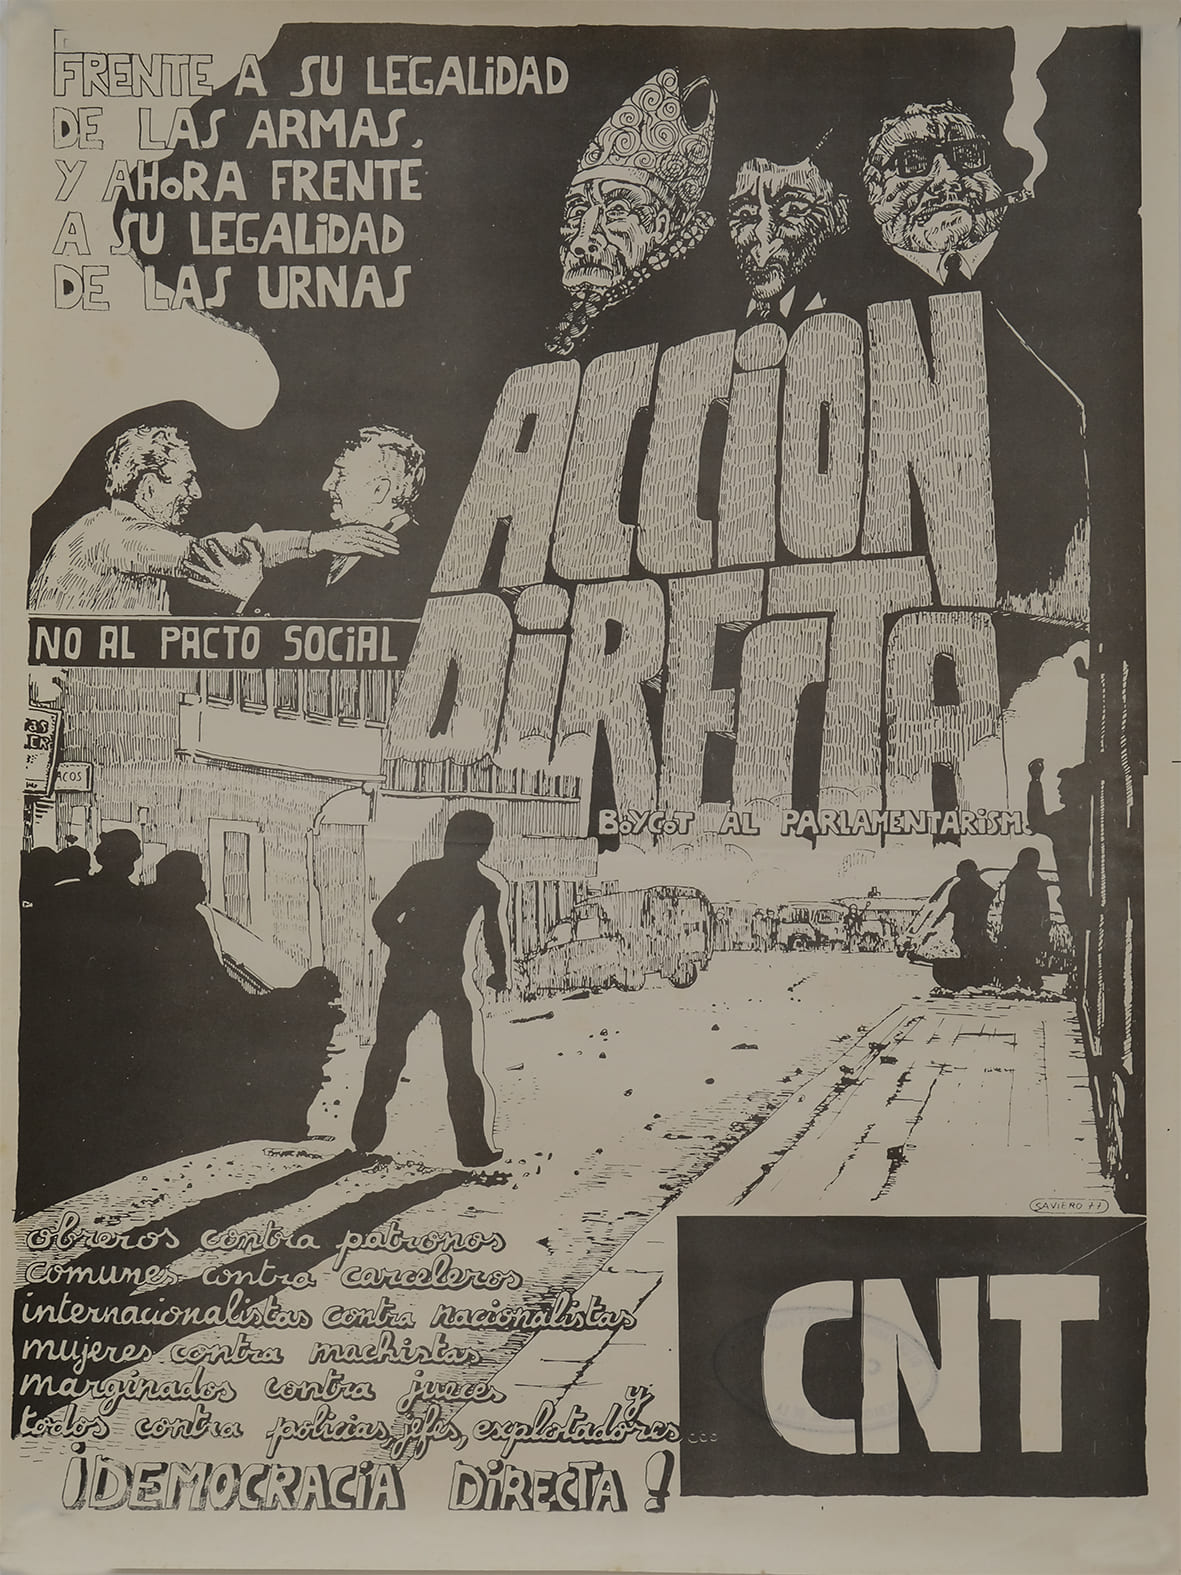 FRENTE A SU LEGALiDAD
DE LAS ARMAS,
Y AHORA FRENTE
A SU LEGALiDAD
DE LAS URNAS
ACCiON
DiRECTA
NO AL PACTO SOCiAL
ACOS
BOYCOT AL PARLAMENTARiSM
SAViERO 77
obreros contra patronos
comunes contra carceleros
internacionalistas contra nacionalistas
mujeres contra machistas
marginados contra jueces y
todos contra policias, jefes, explotadores...
¡DEMOCRACiA DiRECTA!
CNT